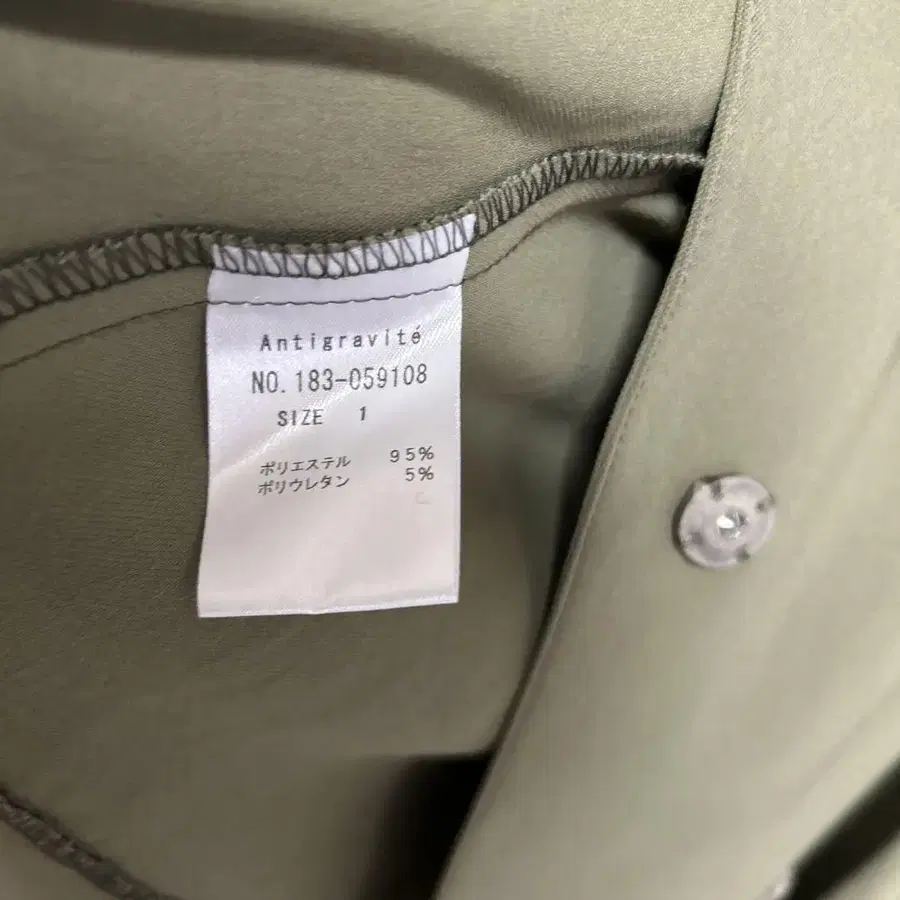 Antigravité
NO. 183-059108
SIZE 1
ポリエステル 95%
ポリウレタン 5%